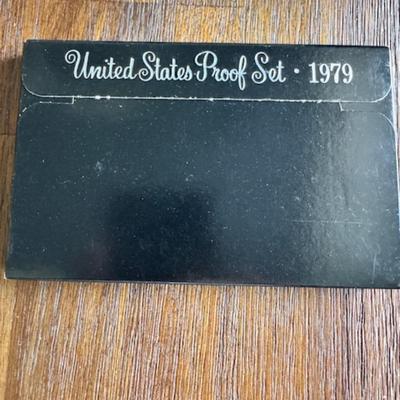 United States Proof Set · 1979